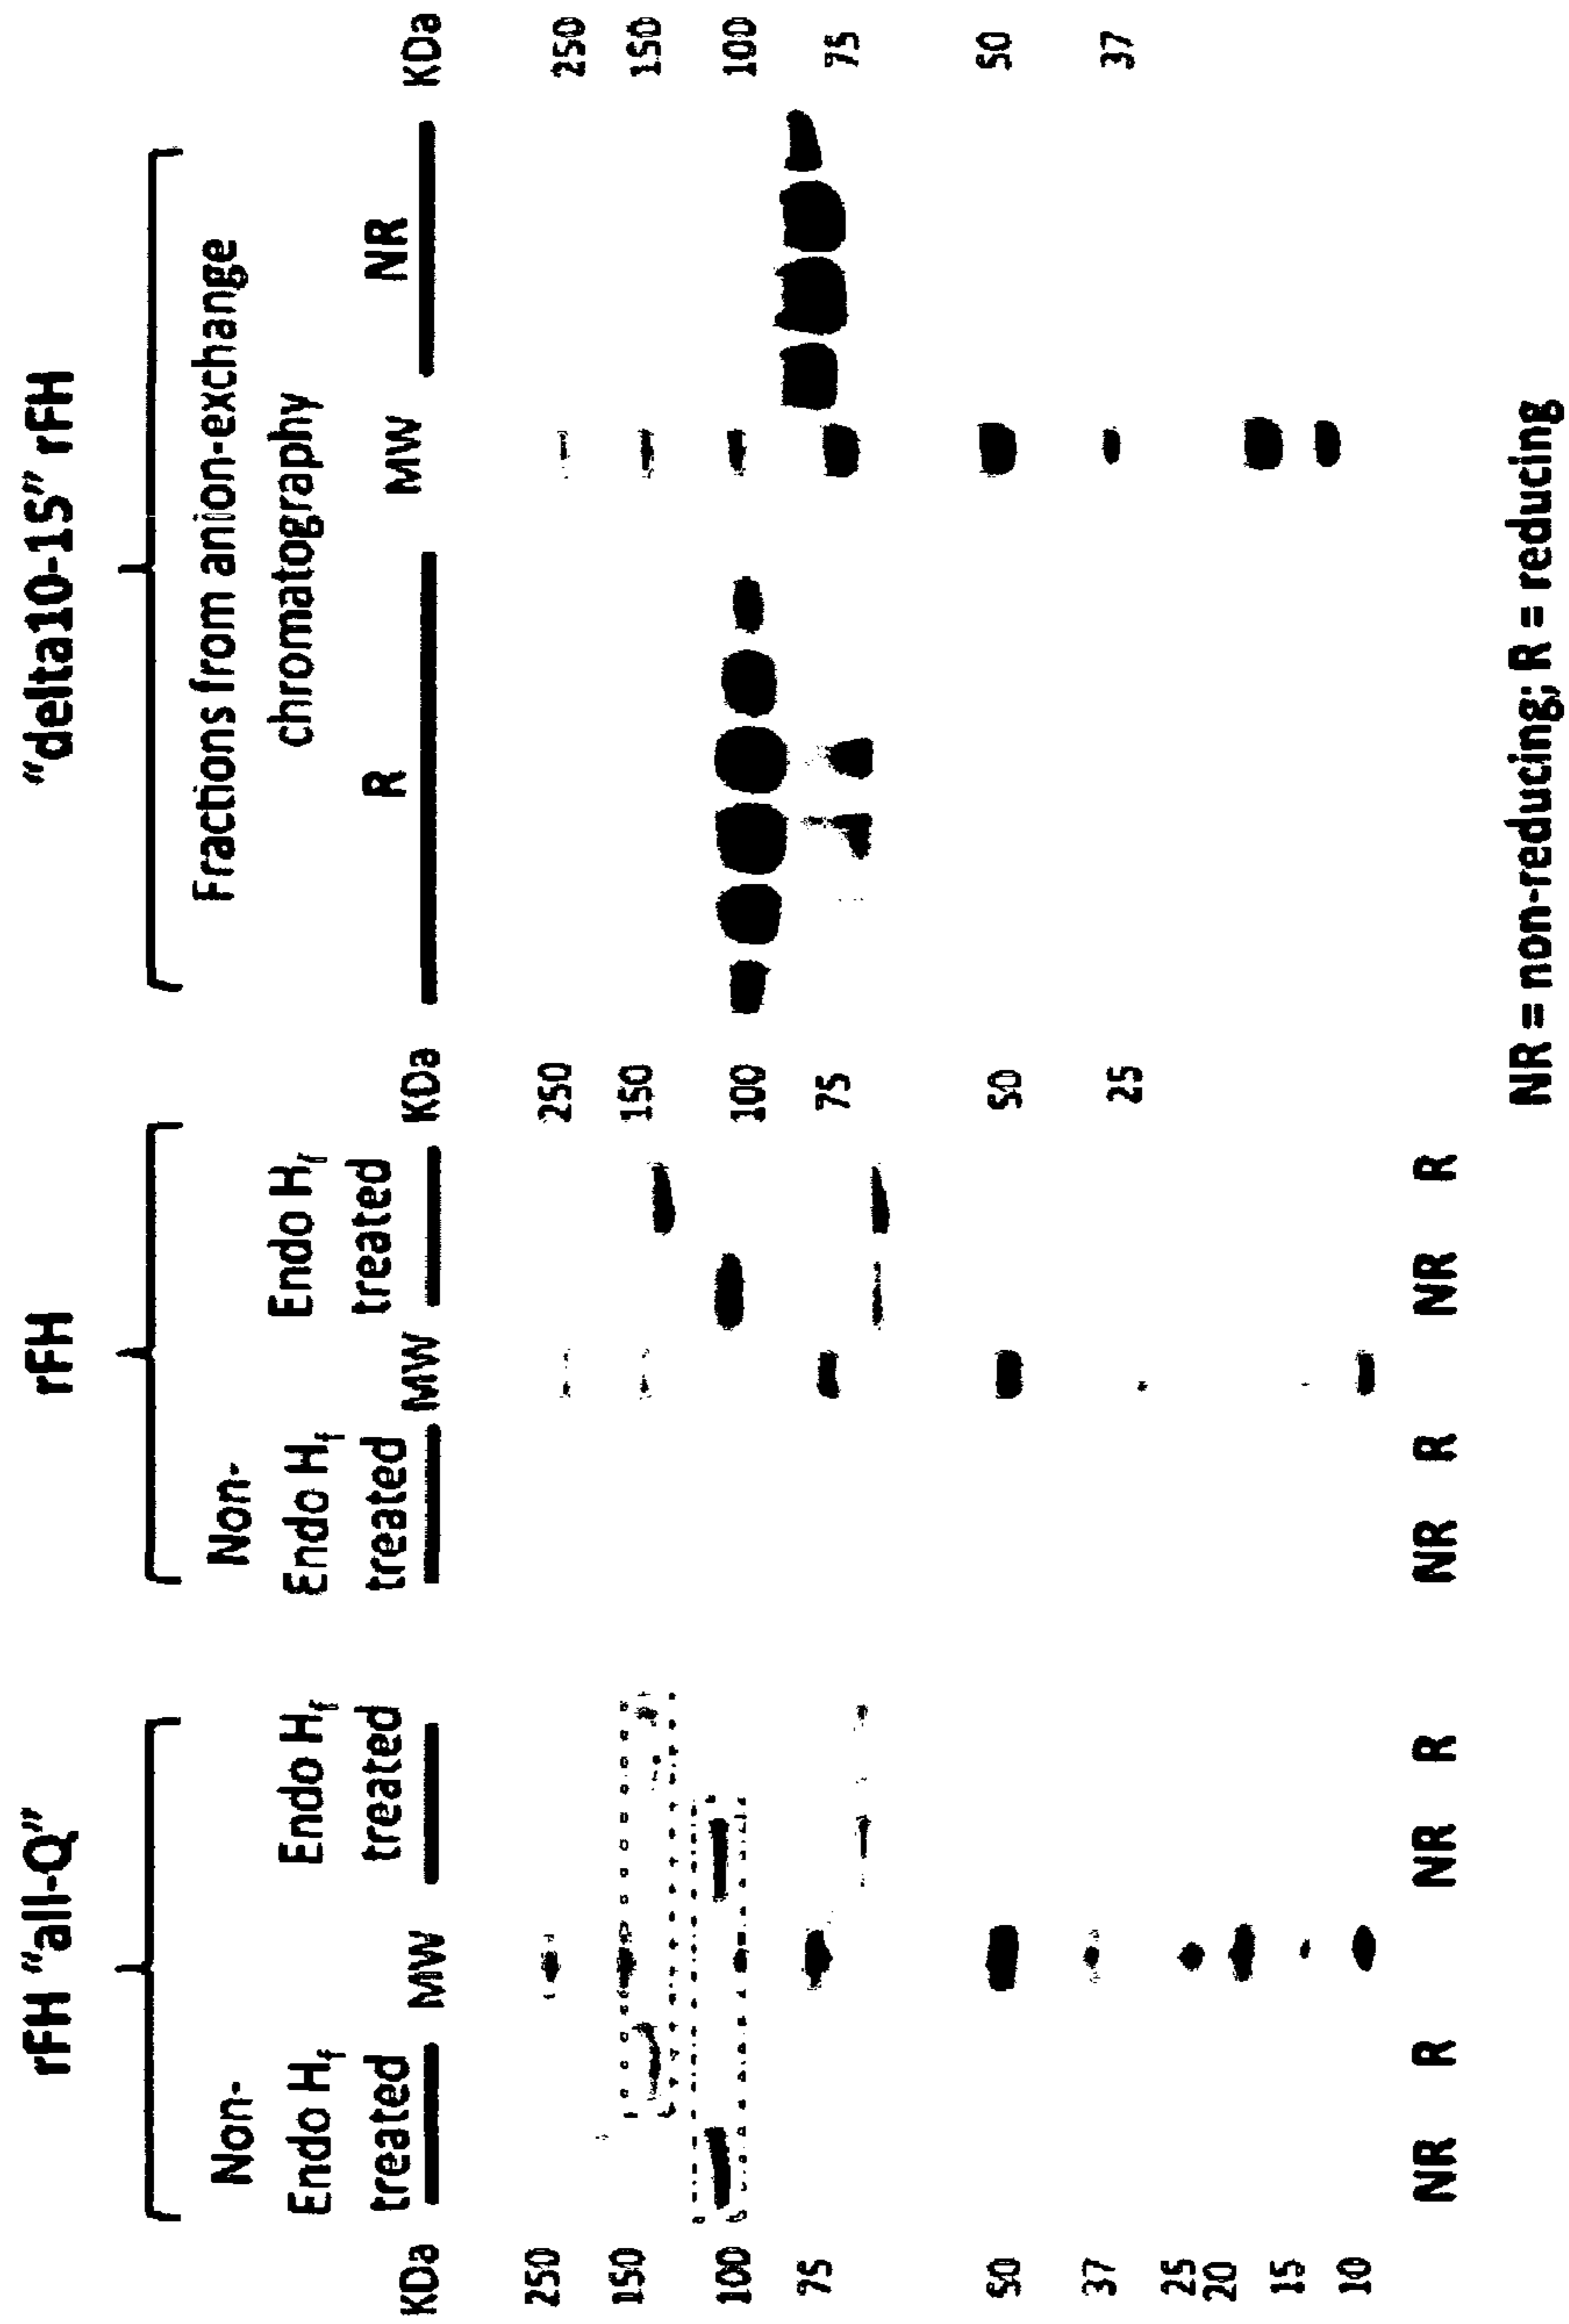 rFH "all-Q"
rFH
"delta10-15" rFH
Non-
Endo Hf
treated
Endo Hf
treated
Non-
Endo Hf
treated
Endo Hf
treated
Fractions from anion-exchange
chromatography
KDa
MW
MW
KDa
R
MW
NR
KDa
250
150
100
75
50
37
25
20
15
10
250
150
100
75
50
25
250
150
100
75
50
37
NR R NR R
NR R NR R
NR = non-reducing; R = reducing